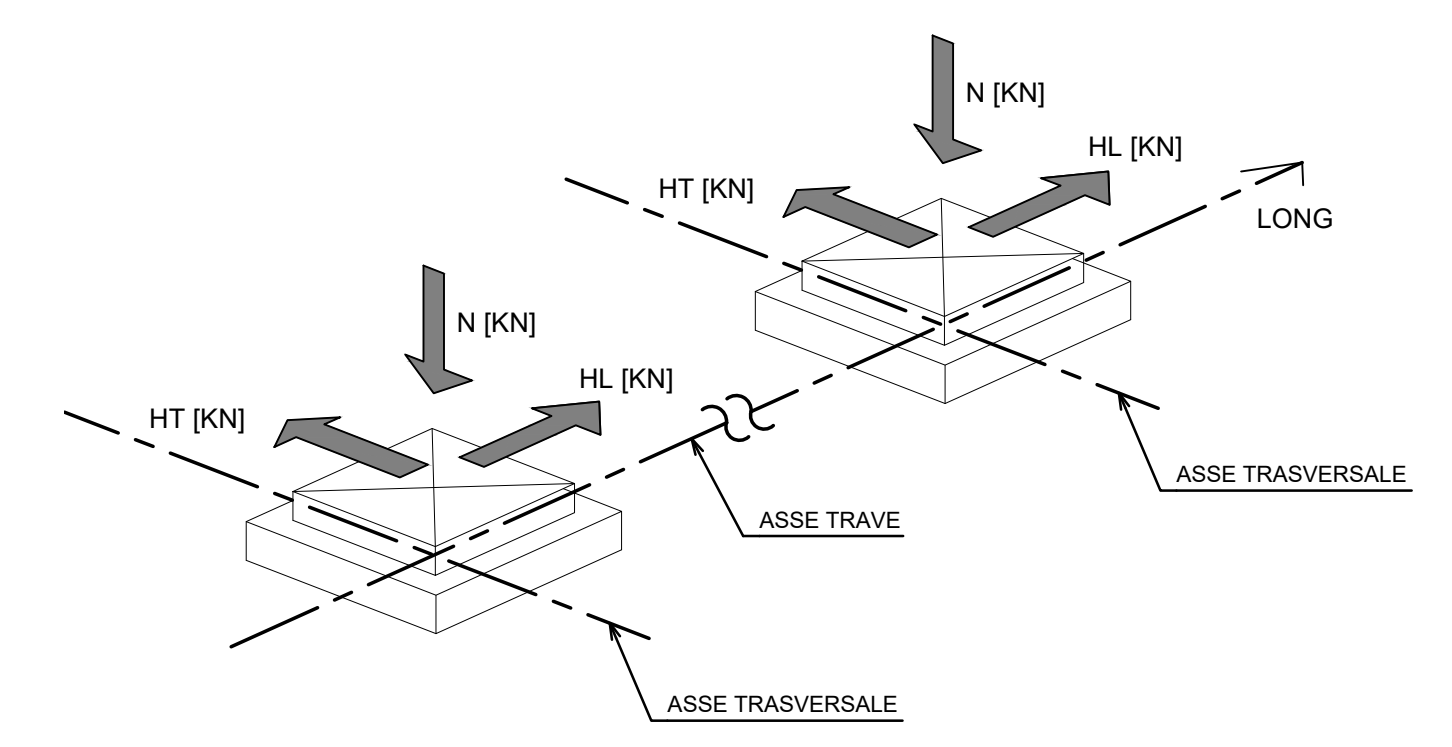 N [KN]
HL [KN]
HT [KN]
LONG
N [KN]
HL [KN]
HT [KN]
ASSE TRASVERSALE
ASSE TRAVE
ASSE TRASVERSALE